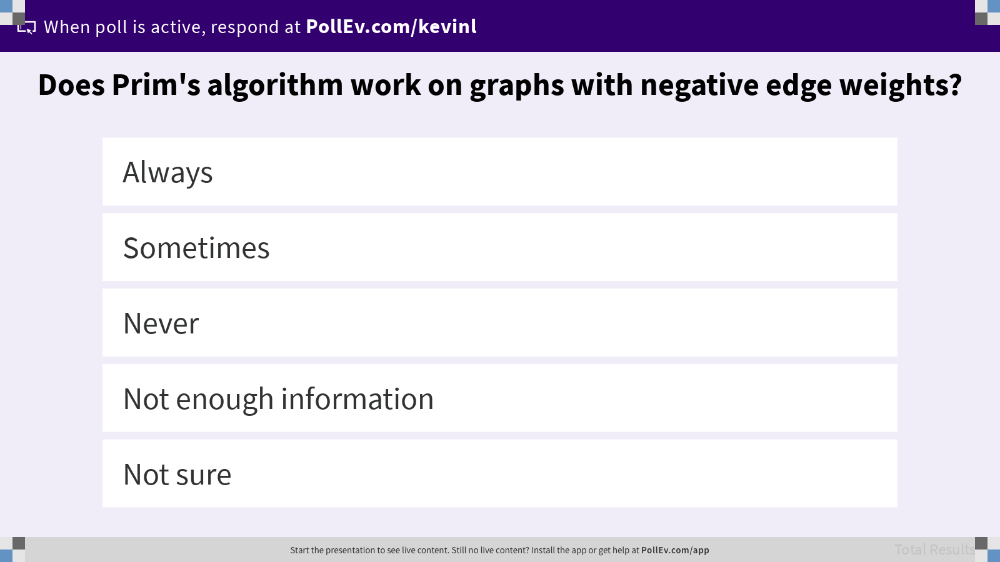 When poll is active, respond at PollEv.com/kevinl
Does Prim's algorithm work on graphs with negative edge weights?
Always
Sometimes
Never
Not enough information
Not sure
Start the presentation to see live content. Still no live content? Install the app or get help at PollEv.com/app
Total Results